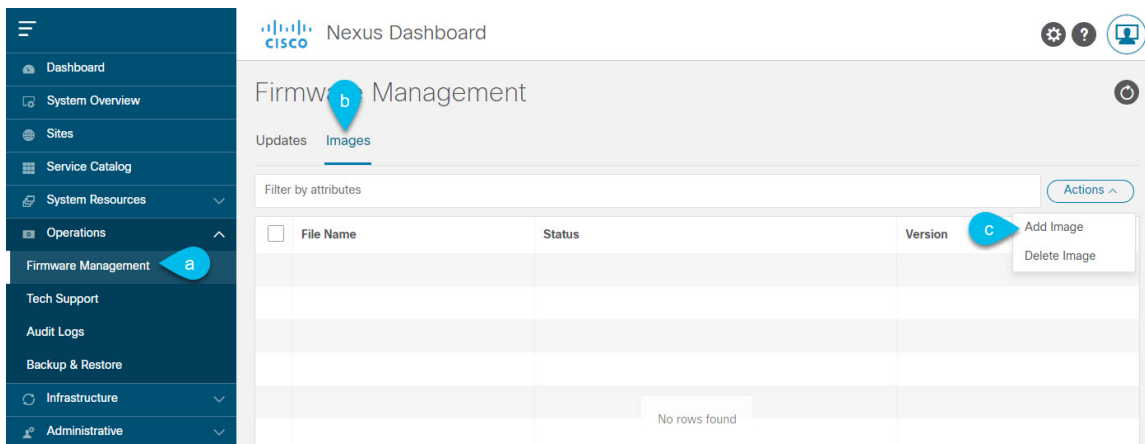 CISCO
Nexus Dashboard
?
Dashboard
System Overview
Sites
Service Catalog
System Resources
Operations
Firmware Management
a
Tech Support
Audit Logs
Backup & Restore
Infrastructure
Administrative
Firmware Management
b
Updates Images
Filter by attributes
Actions
File Name Status Version
c
Add Image
Delete Image
No rows found